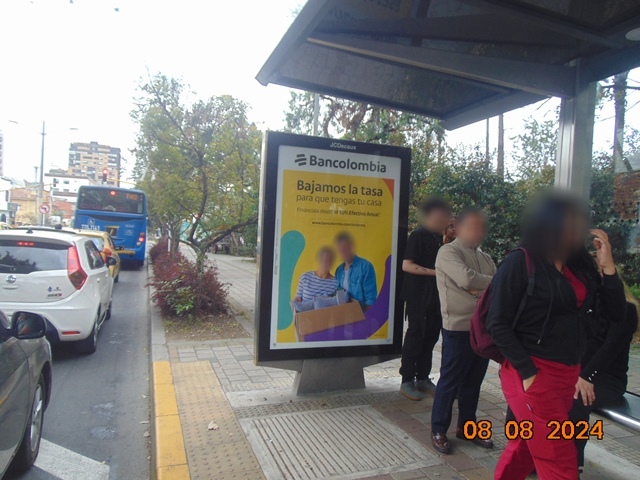 JCDecaux
Bancolombia
Bajamos la tasa
para que tengas tu casa
08 08 2024